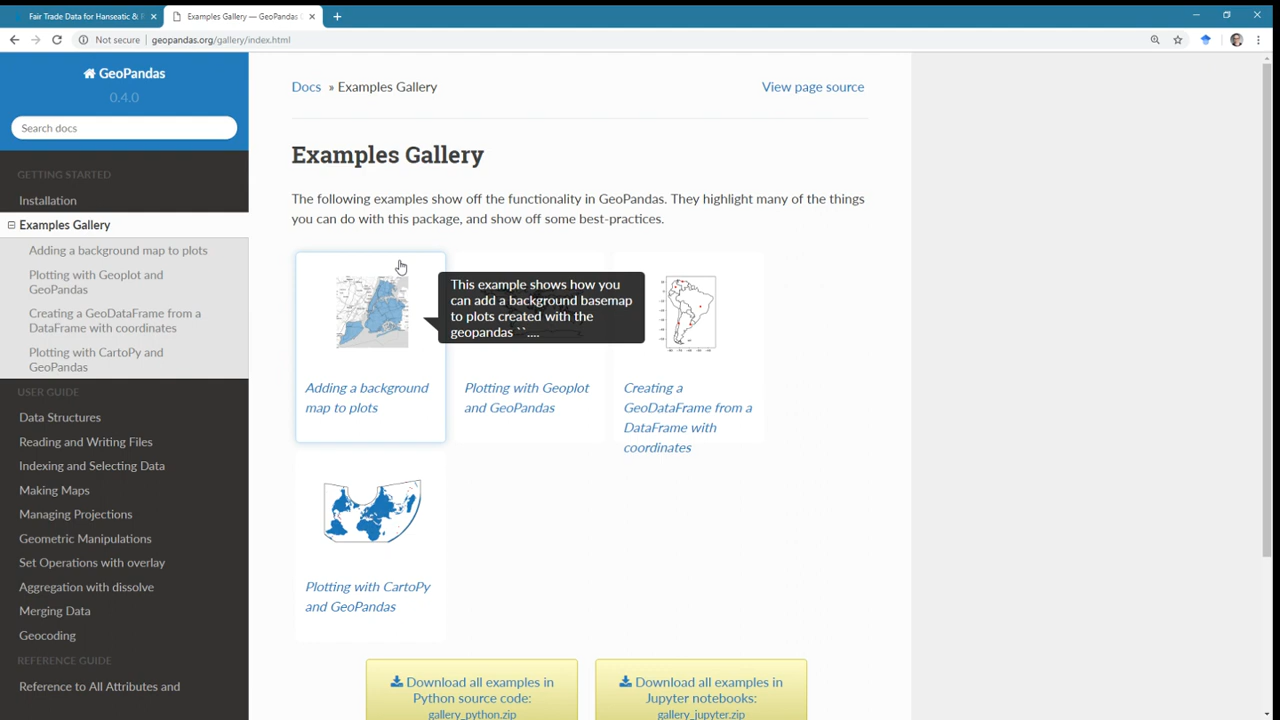 Fair Trade Data for Hanseatic &
Examples Gallery — GeoPandas
Not secure
geopandas.org/gallery/index.html
GeoPandas
0.4.0
Search docs
GETTING STARTED
Installation
Examples Gallery
Adding a background map to plots
Plotting with Geoplot and
GeoPandas
Creating a GeoDataFrame from a
DataFrame with coordinates
Plotting with CartoPy and
GeoPandas
USER GUIDE
Data Structures
Reading and Writing Files
Indexing and Selecting Data
Making Maps
Managing Projections
Geometric Manipulations
Set Operations with overlay
Aggregation with dissolve
Merging Data
Geocoding
REFERENCE GUIDE
Reference to All Attributes and
Docs » Examples Gallery
View page source
Examples Gallery
The following examples show off the functionality in GeoPandas. They highlight many of the things
you can do with this package, and show off some best-practices.
This example shows how you
can add a background basemap
to plots created with the
geopandas ``....
Adding a background
map to plots
Plotting with Geoplot
and GeoPandas
Creating a
GeoDataFrame from a
DataFrame with
coordinates
Plotting with CartoPy
and GeoPandas
Download all examples in
Python source code:
gallery_python.zip
Download all examples in
Jupyter notebooks:
gallery_jupyter.zip